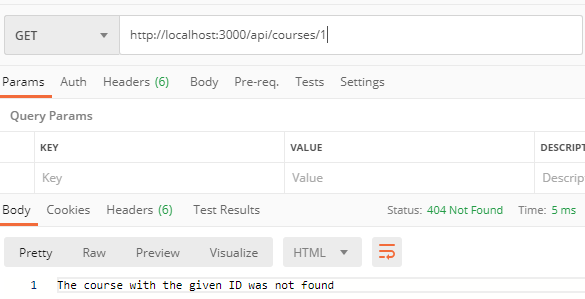 GET http://localhost:3000/api/courses/1
Params Auth Headers (6) Body Pre-req. Tests Settings
Query Params
KEY VALUE DESCRIPT
Key Value Descrip
Body Cookies Headers (6) Test Results Status: 404 Not Found Time: 5 ms
Pretty Raw Preview Visualize HTML
1 The course with the given ID was not found